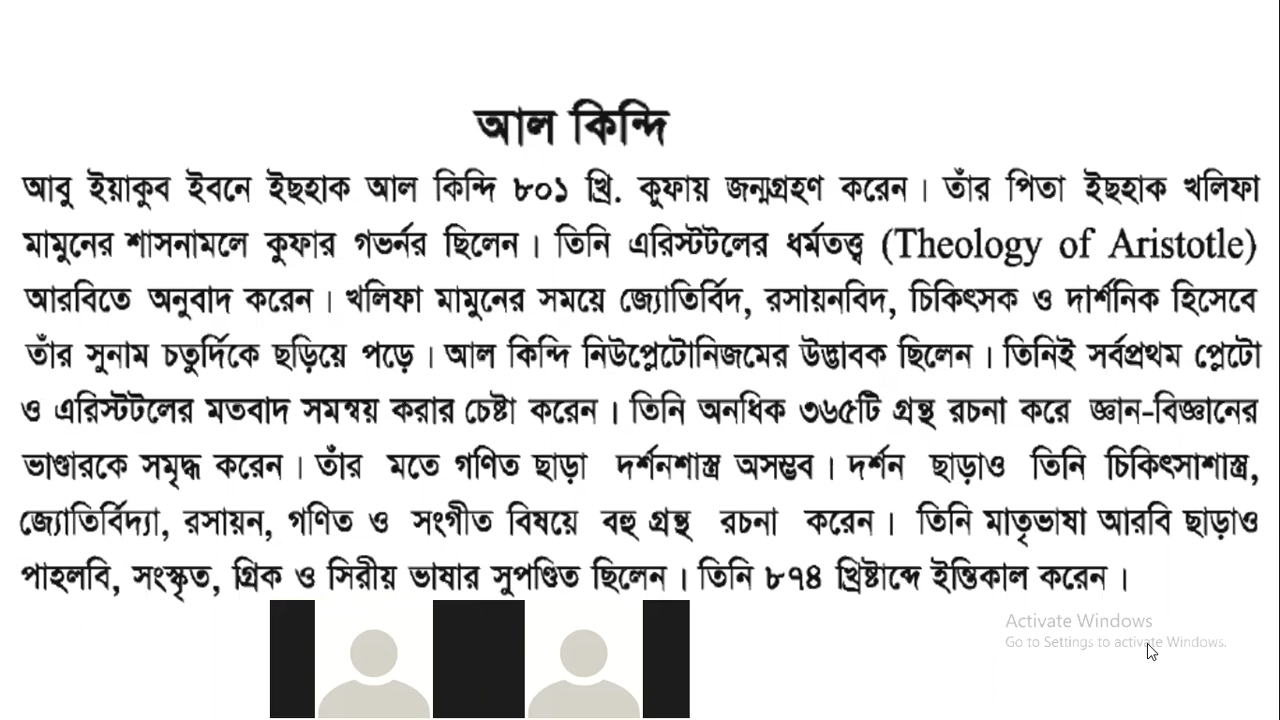 আল কিন্দি
আবু ইয়াকুব ইবনে ইছহাক আল কিন্দি ৮০১ খ্রি. কুফায় জন্মগ্রহণ করেন। তাঁর পিতা ইছহাক খলিফা
মামুনের শাসনামলে কুফার গভর্নর ছিলেন। তিনি এরিস্টটলের ধর্মতত্ত্ব (Theology of Aristotle)
আরবিতে অনুবাদ করেন। খলিফা মামুনের সময়ে জ্যোতির্বিদ, রসায়নবিদ, চিকিৎসক ও দার্শনিক হিসেবে
তাঁর সুনাম চতুর্দিকে ছড়িয়ে পড়ে। আল কিন্দি নিউপ্লেটোনিজমের উদ্ভাবক ছিলেন। তিনিই সর্বপ্রথম প্লেটো
ও এরিস্টটলের মতবাদ সমন্বয় করার চেষ্টা করেন। তিনি অনধিক ৩৬৫টি গ্রন্থ রচনা করে জ্ঞান-বিজ্ঞানের
ভাণ্ডারকে সমৃদ্ধ করেন। তাঁর মতে গণিত ছাড়া দর্শনশাস্ত্র অসম্ভব। দর্শন ছাড়াও তিনি চিকিৎসাশাস্ত্র,
জ্যোতির্বিদ্যা, রসায়ন, গণিত ও সংগীত বিষয়ে বহু গ্রন্থ রচনা করেন। তিনি মাতৃভাষা আরবি ছাড়াও
পাহলবি, সংস্কৃত, গ্রিক ও সিরীয় ভাষার সুপণ্ডিত ছিলেন। তিনি ৮৭৪ খ্রিষ্টাব্দে ইন্তিকাল করেন।
Activate Windows
Go to Settings to activate Windows.